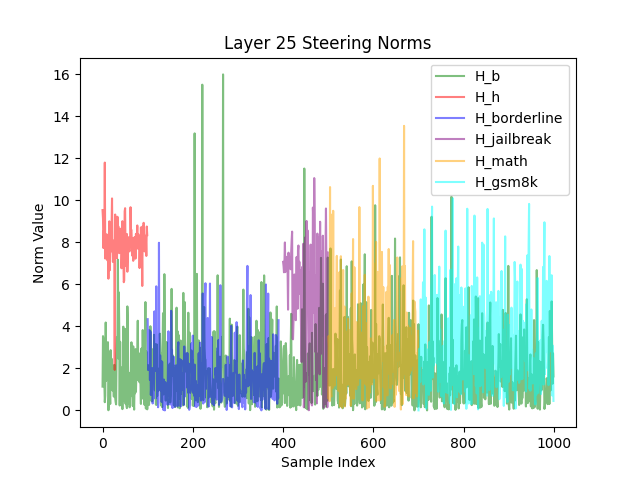 Layer 25 Steering Norms
16
14
12
10
8
6
4
2
0
Norm Value
0
200
400
600
800
1000
Sample Index
H_b
H_h
H_borderline
H_jailbreak
H_math
H_gsm8k